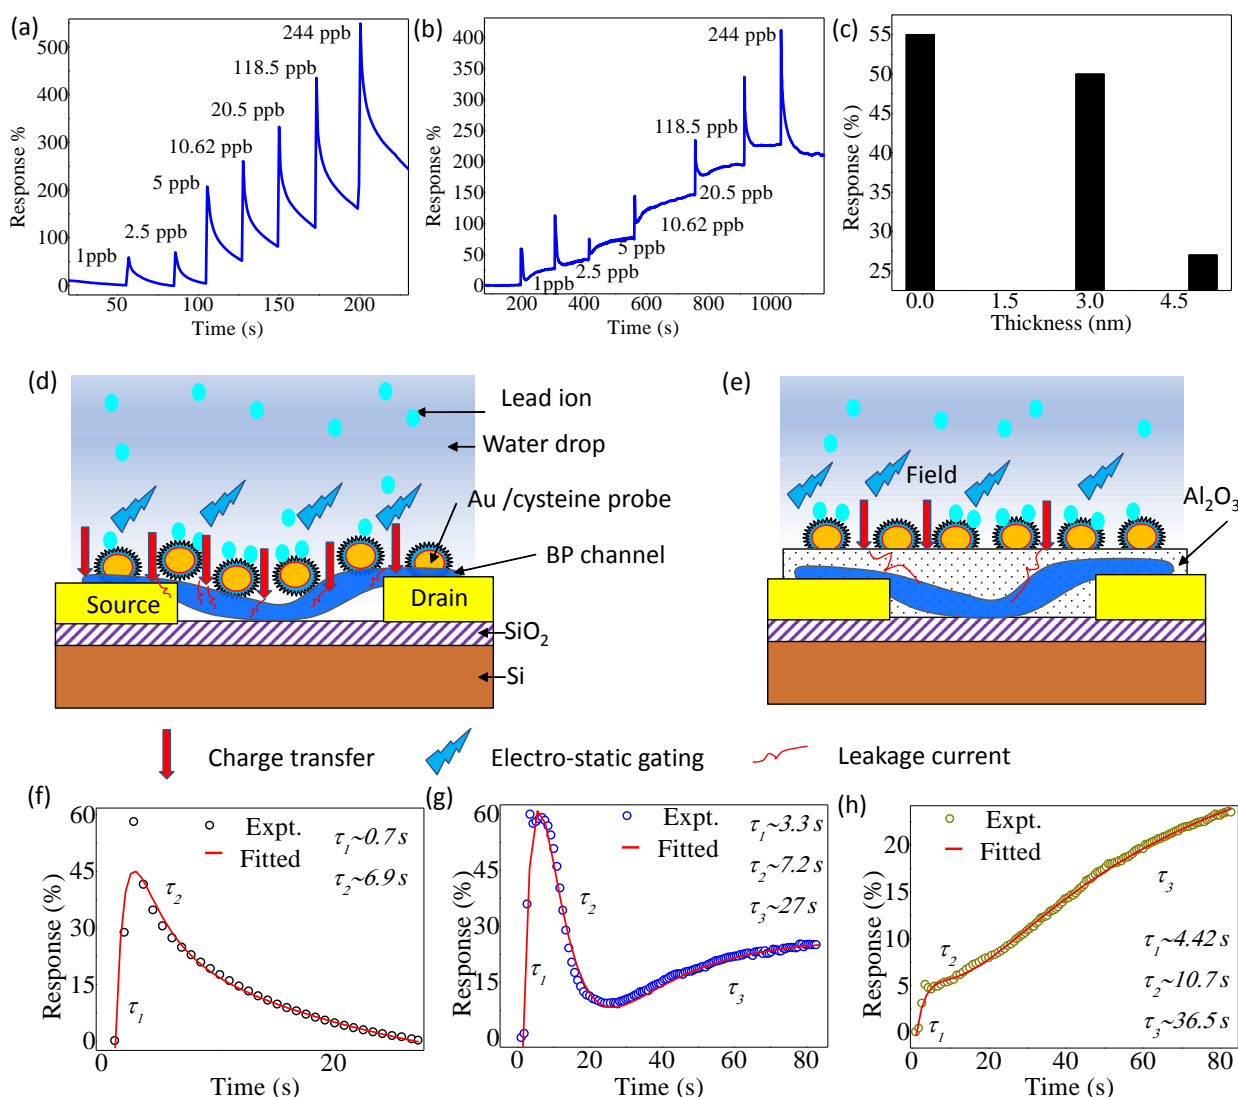 (a)
500
400
300
200
100
0
Response %
1ppb
2.5 ppb
5 ppb
10.62 ppb
20.5 ppb
118.5 ppb
244 ppb
50
100
150
200
Time (s)
(b)
400
350
300
250
200
150
100
50
0
Response %
244 ppb
118.5 ppb
20.5 ppb
10.62 ppb
5 ppb
2.5 ppb
1ppb
200
400
600
800
1000
Time (s)
(c)
55
50
45
40
35
30
25
Response (%)
0.0
1.5
3.0
4.5
Thickness (nm)
(d)
Lead ion
Water drop
Au /cysteine probe
BP channel
Source
Drain
SiO2
Si
(e)
Field
Al2O3
Charge transfer
Electro-static gating
Leakage current
(f)
60
45
30
15
0
Response (%)
Expt.
Fitted
τ1~0.7 s
τ2~6.9 s
τ2
τ1
0
20
Time (s)
(g)
60
45
30
15
0
Response (%)
Expt.
Fitted
τ1~3.3 s
τ2~7.2 s
τ3~27 s
τ2
τ1
τ3
0
20
40
60
80
Time (s)
(h)
20
15
10
5
0
Response (%)
Expt.
Fitted
τ3
τ2
τ1
τ1~4.42 s
τ2~10.7 s
τ3~36.5 s
0
20
40
60
80
Time (s)